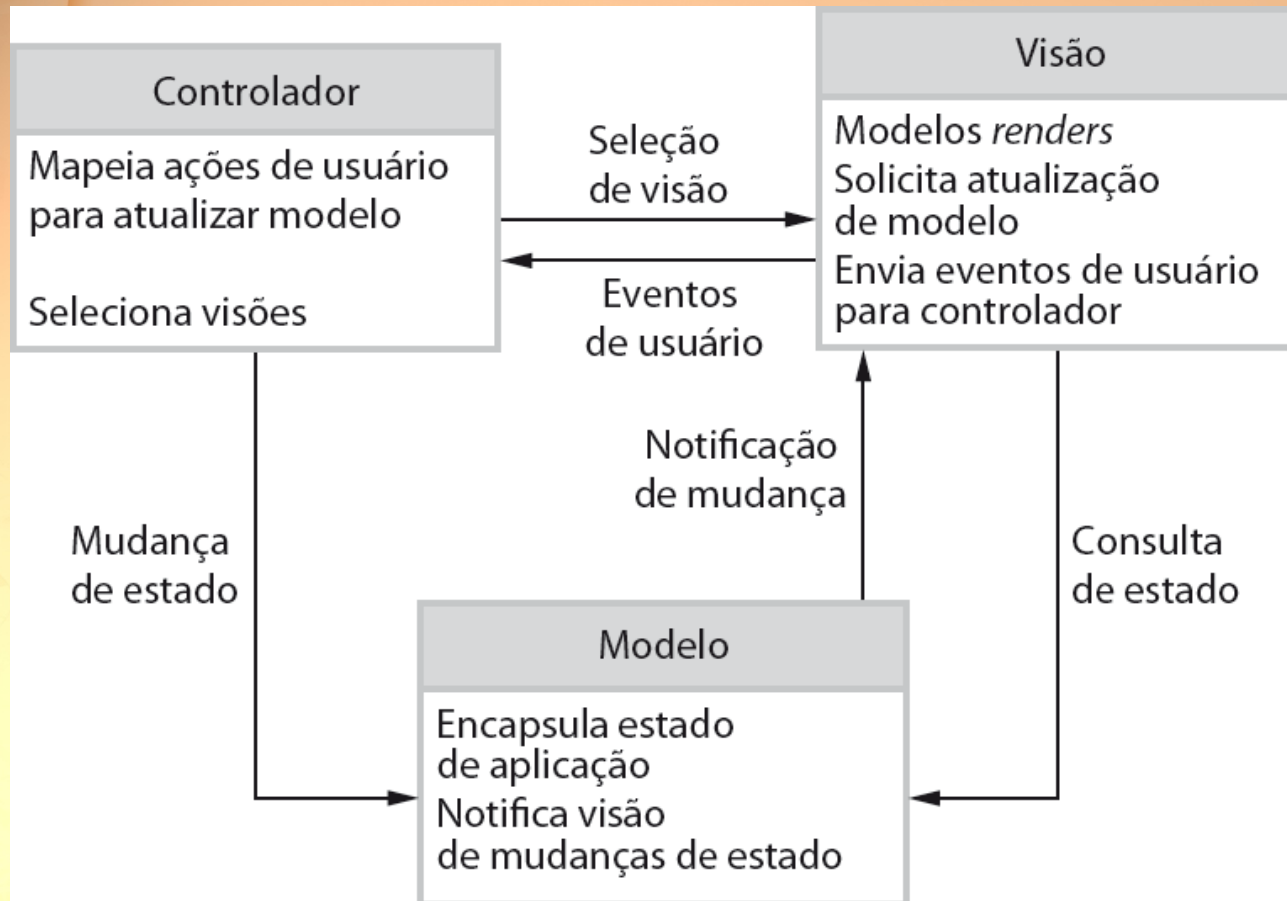 Controlador
Mapeia ações de usuário
para atualizar modelo
Seleciona visões
Seleção
de visão
Eventos
de usuário
Visão
Modelos renders
Solicita atualização
de modelo
Envia eventos de usuário
para controlador
Mudança
de estado
Notificação
de mudança
Consulta
de estado
Modelo
Encapsula estado
de aplicação
Notifica visão
de mudanças de estado